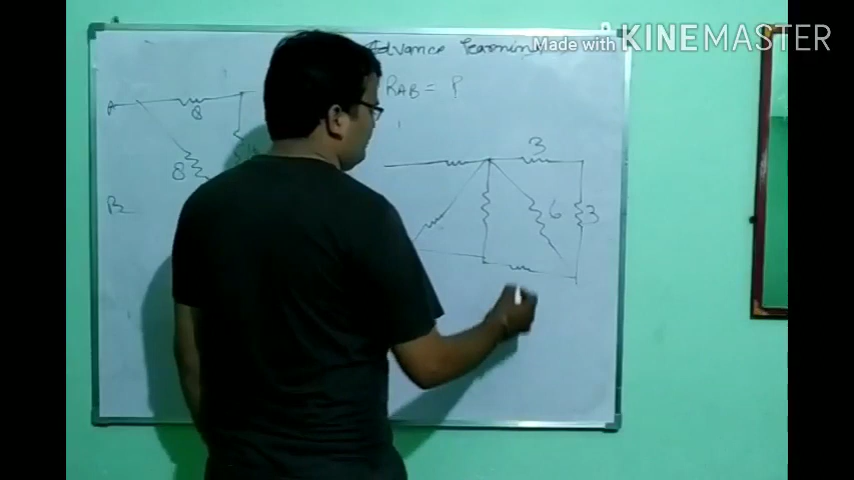 Made with KINEMASTER
Advance learning
RAB = ?
A
8
8
B
3
6
3